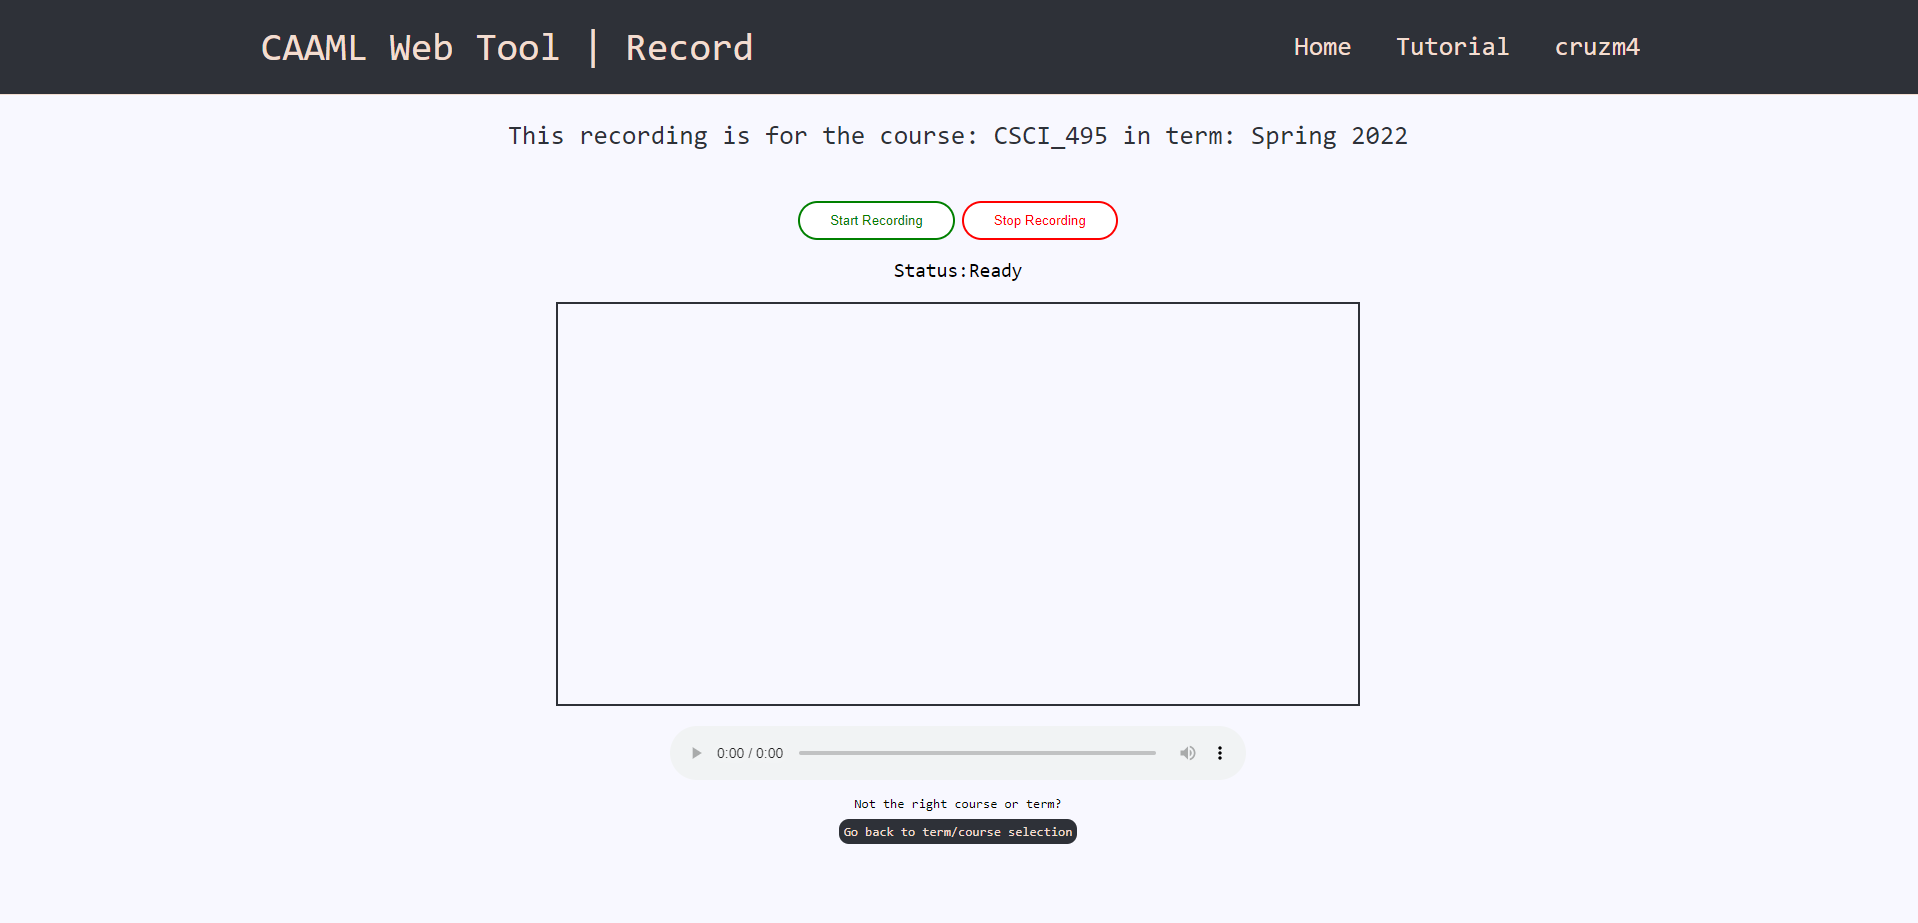 CAAML Web Tool | Record
Home
Tutorial
cruzm4
This recording is for the course: CSCI_495 in term: Spring 2022
Start Recording
Stop Recording
Status:Ready
0:00 / 0:00
Not the right course or term?
Go back to term/course selection